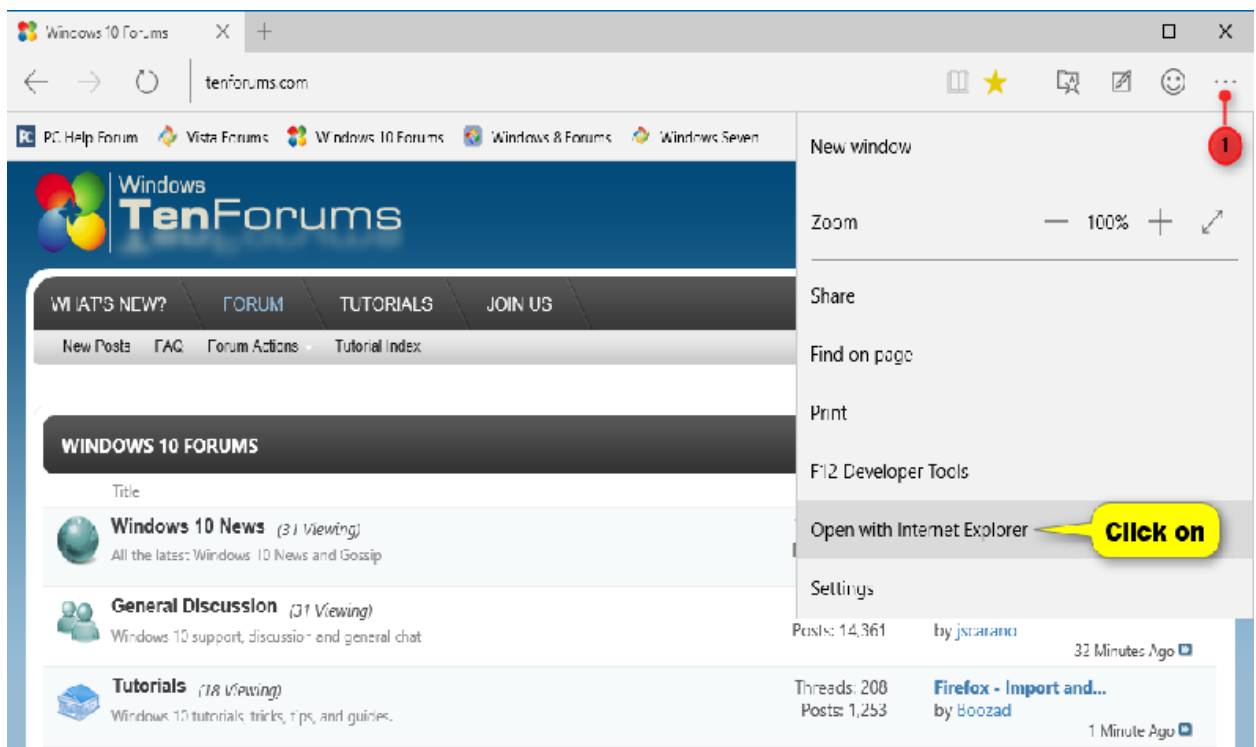 Windows 10 Forums
tenforums.com
PC Help Forum Vista Forums Windows 10 Forums Windows 8 Forums Windows Seven
1
New window
Zoom 100%
Share
Find on page
Print
F12 Developer Tools
Open with Internet Explorer
Click on
Settings
Windows
TenForums
WHAT'S NEW? FORUM TUTORIALS JOIN US
New Posts FAQ Forum Actions Tutorial Index
WINDOWS 10 FORUMS
Title
Windows 10 News (31 Viewing)
All the latest Windows 10 News and Gossip
General Discussion (31 Viewing)
Windows 10 support, discussion and general chat
Posts: 14,361 by jscarano
32 Minutes Ago
Tutorials (18 Viewing)
Windows 10 tutorials, tricks, tips, and guides.
Threads: 208 Firefox - Import and...
Posts: 1,253 by Boozad
1 Minute Ago